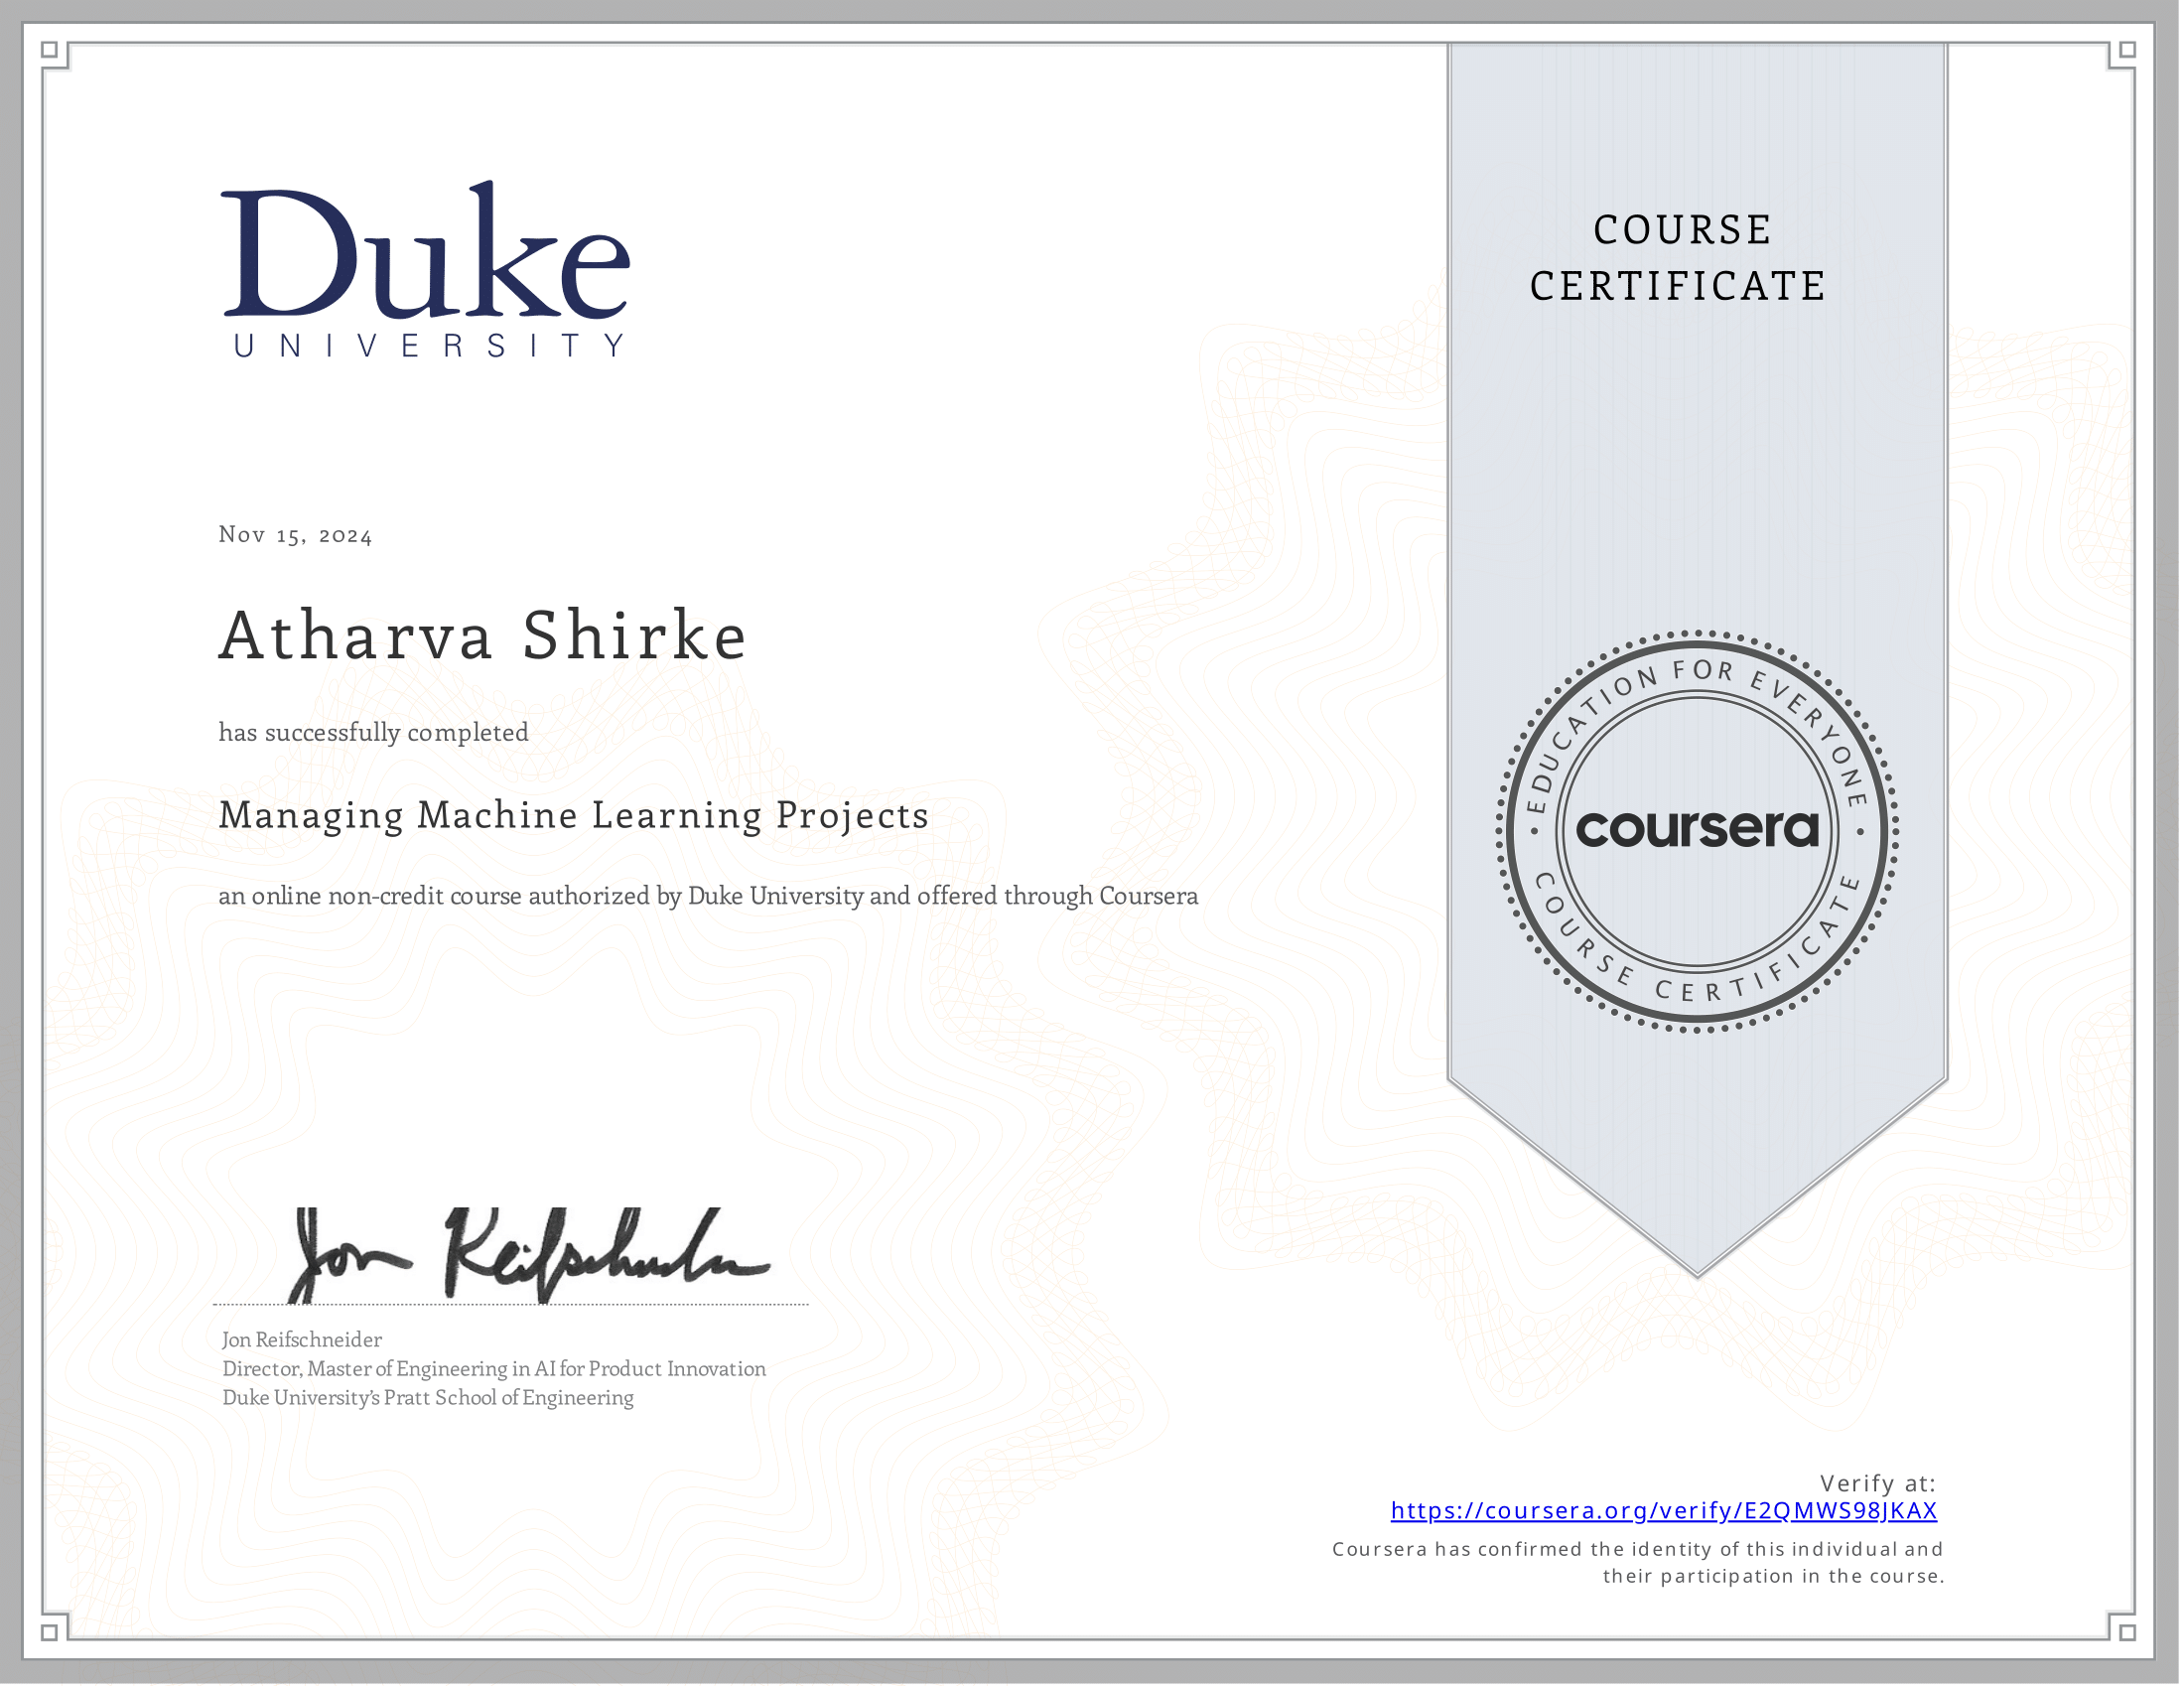 Duke
UNIVERSITY
COURSE
CERTIFICATE
Nov 15, 2024
Atharva Shirke
has successfully completed
Managing Machine Learning Projects
an online non-credit course authorized by Duke University and offered through Coursera
EDUCATION FOR EVERYONE
coursera
COURSE CERTIFICATE
Jon Reifschneider
Jon Reifschneider
Director, Master of Engineering in AI for Product Innovation
Duke University's Pratt School of Engineering
Verify at:
https://coursera.org/verify/E2QMWS98JKAX
Coursera has confirmed the identity of this individual and
their participation in the course.